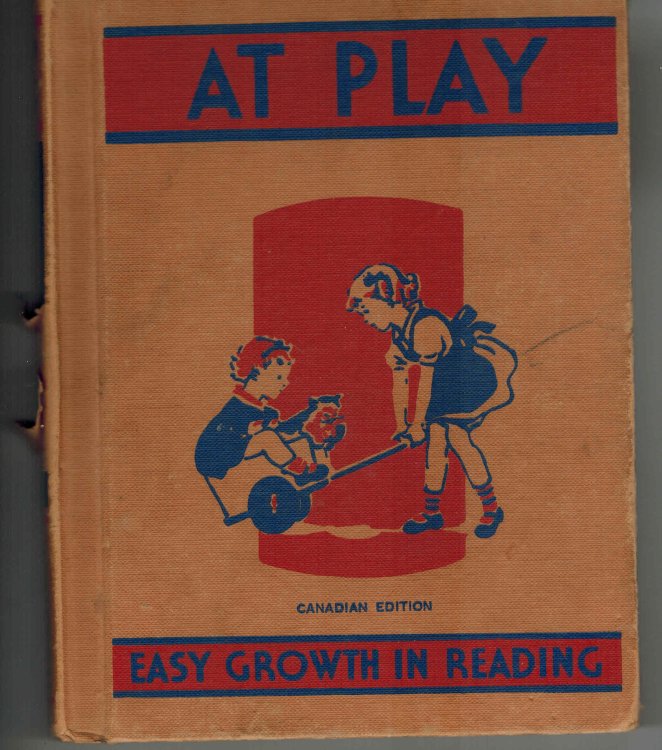 AT PLAY
CANADIAN EDITION
EASY GROWTH IN READING